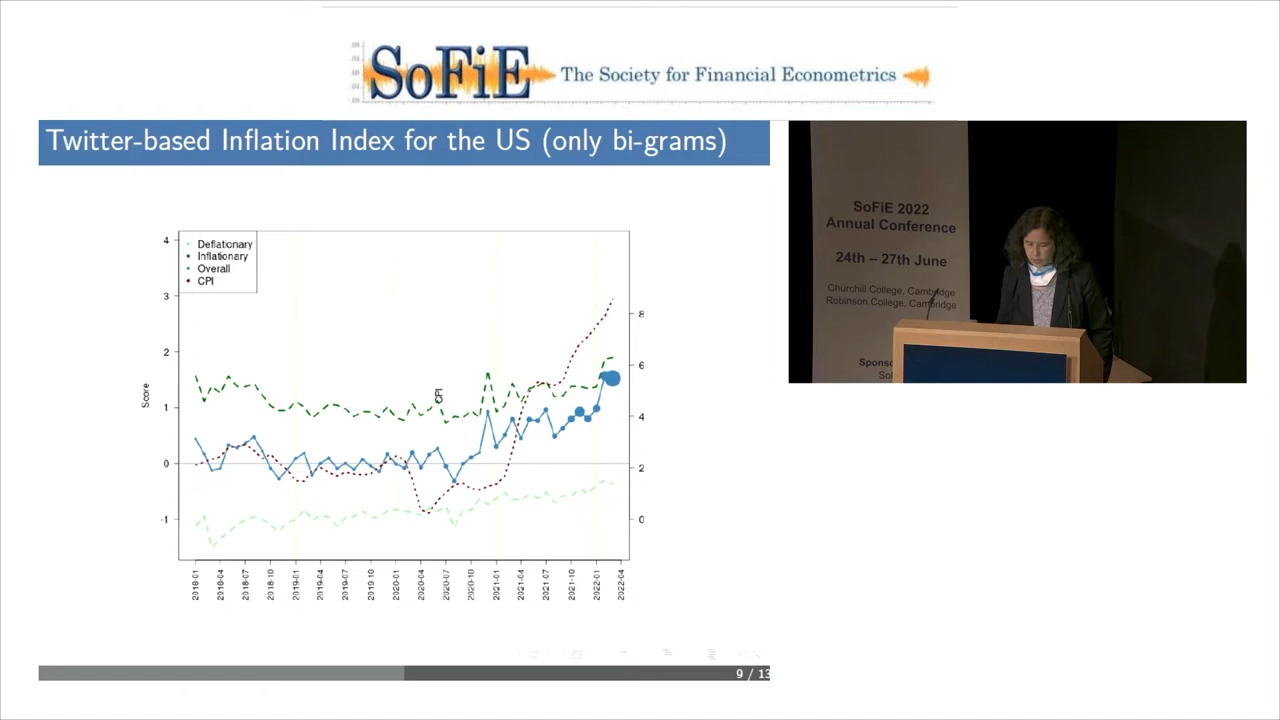 SoFiE The Society for Financial Econometrics
Twitter-based Inflation Index for the US (only bi-grams)
Deflationary
Inflationary
Overall
CPI
4
3
2
1
0
-1
Score
CPI
8
6
4
2
0
2018-01
2018-04
2018-07
2018-10
2019-01
2019-04
2019-07
2019-10
2020-01
2020-04
2020-07
2020-10
2021-01
2021-04
2021-07
2021-10
2022-01
2022-04
9 / 13
SoFiE 2022
Annual Conference
24th – 27th June
Churchill College, Cambridge
Robinson College, Cambridge